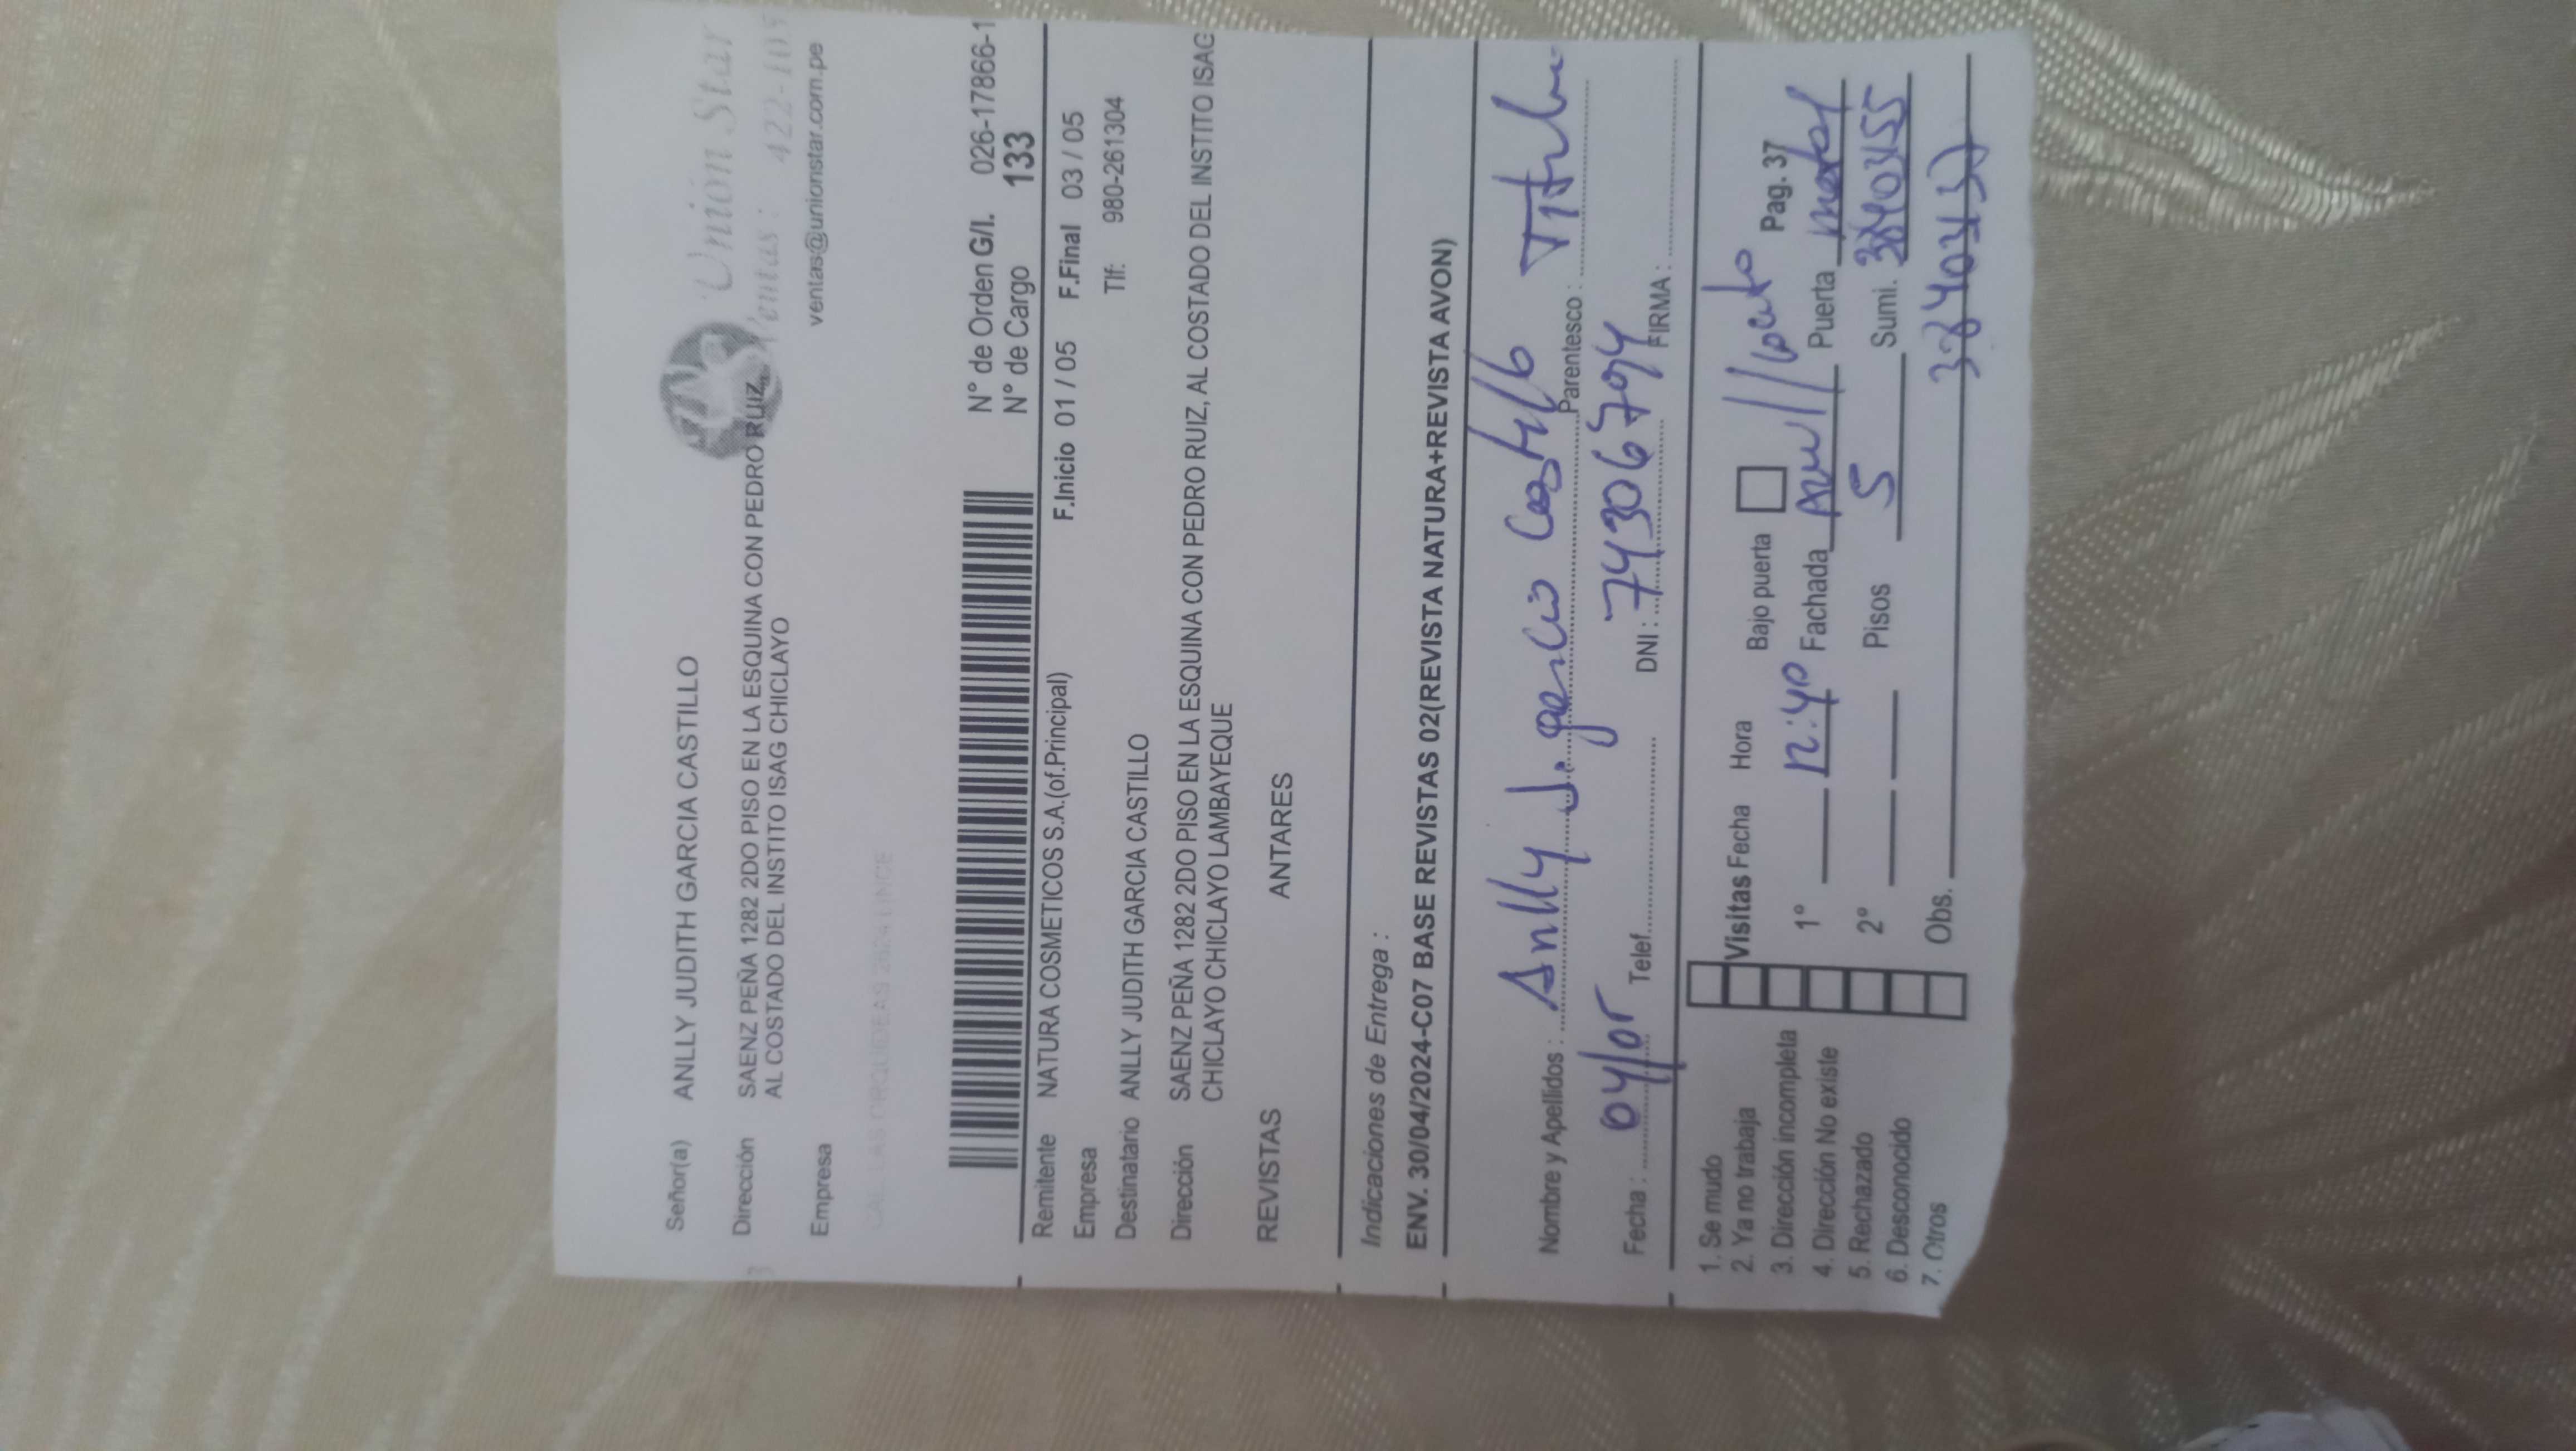 Union Star
Ventas: 422-105
ventas@unionstar.com.pe
Señor(a) ANLLY JUDITH GARCIA CASTILLO
Dirección SAENZ PEÑA 1282 2DO PISO EN LA ESQUINA CON PEDRO RUIZ,
AL COSTADO DEL INSTITO ISAG CHICLAYO
Empresa
N° de Orden G/I. 026-17866-1
N° de Cargo 133
Remitente NATURA COSMETICOS S.A.(of.Principal) F.Inicio 01 / 05 F.Final 03 / 05
Empresa
Destinatario ANLLY JUDITH GARCIA CASTILLO Tlf: 980-261304
Dirección SAENZ PEÑA 1282 2DO PISO EN LA ESQUINA CON PEDRO RUIZ, AL COSTADO DEL INSTITO ISAG
CHICLAYO CHICLAYO LAMBAYEQUE
REVISTAS ANTARES
Indicaciones de Entrega :
ENV. 30/04/2024-C07 BASE REVISTAS 02(REVISTA NATURA+REVISTA AVON)
Nombre y Apellidos : Anlly J. garcia Castillo Parentesco : Titular
Fecha : 04/05 Telef. DNI : 74306794 FIRMA :
1. Se mudo
2. Ya no trabaja
3. Dirección incompleta
4. Dirección No existe
5. Rechazado
6. Desconocido
7. Otros
Visitas Fecha Hora Bajo puerta Pag. 37
1° 12:40 Fachada Puerta metal
2° Pisos 5 Sumi.
Obs.